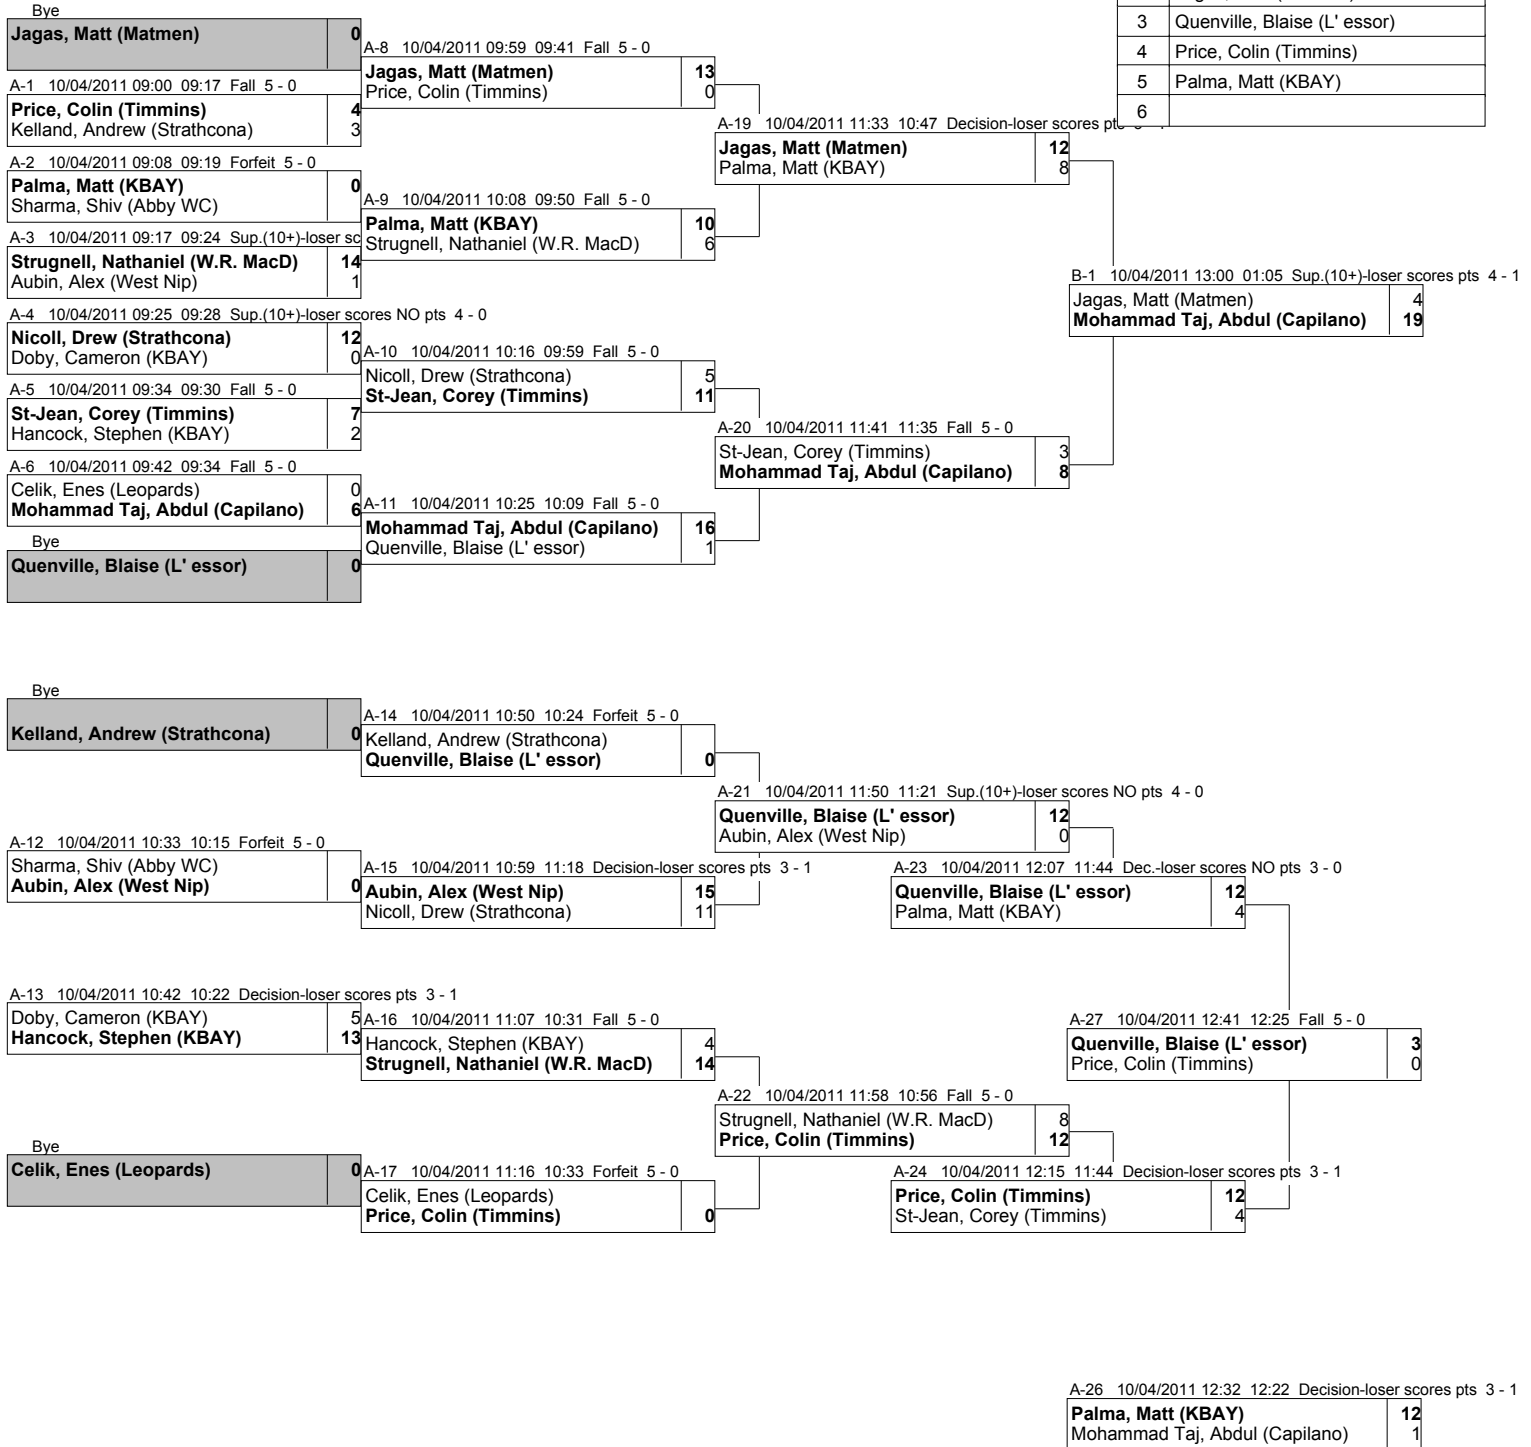 3 Quenville, Blaise (L' essor)
4 Price, Colin (Timmins)
5 Palma, Matt (KBAY)
6
Bye
Jagas, Matt (Matmen) 0
A-1 10/04/2011 09:00 09:17 Fall 5 - 0
Price, Colin (Timmins) 4
Kelland, Andrew (Strathcona) 3
A-2 10/04/2011 09:08 09:19 Forfeit 5 - 0
Palma, Matt (KBAY) 0
Sharma, Shiv (Abby WC)
A-3 10/04/2011 09:17 09:24 Sup.(10+)-loser sc
Strugnell, Nathaniel (W.R. MacD) 14
Aubin, Alex (West Nip) 1
A-4 10/04/2011 09:25 09:28 Sup.(10+)-loser scores NO pts 4 - 0
Nicoll, Drew (Strathcona) 12
Doby, Cameron (KBAY) 0
A-5 10/04/2011 09:34 09:30 Fall 5 - 0
St-Jean, Corey (Timmins) 7
Hancock, Stephen (KBAY) 2
A-6 10/04/2011 09:42 09:34 Fall 5 - 0
Celik, Enes (Leopards) 0
Mohammad Taj, Abdul (Capilano) 6
Bye
Quenville, Blaise (L' essor) 0
A-8 10/04/2011 09:59 09:41 Fall 5 - 0
Jagas, Matt (Matmen) 13
Price, Colin (Timmins) 0
A-9 10/04/2011 10:08 09:50 Fall 5 - 0
Palma, Matt (KBAY) 10
Strugnell, Nathaniel (W.R. MacD) 6
A-10 10/04/2011 10:16 09:59 Fall 5 - 0
Nicoll, Drew (Strathcona) 5
St-Jean, Corey (Timmins) 11
A-11 10/04/2011 10:25 10:09 Fall 5 - 0
Mohammad Taj, Abdul (Capilano) 16
Quenville, Blaise (L' essor) 1
A-19 10/04/2011 11:33 10:47 Decision-loser scores
Jagas, Matt (Matmen) 12
Palma, Matt (KBAY) 8
A-20 10/04/2011 11:41 11:35 Fall 5 - 0
St-Jean, Corey (Timmins) 3
Mohammad Taj, Abdul (Capilano) 8
B-1 10/04/2011 13:00 01:05 Sup.(10+)-loser scores pts 4 - 1
Jagas, Matt (Matmen) 4
Mohammad Taj, Abdul (Capilano) 19
Bye
Kelland, Andrew (Strathcona) 0
A-12 10/04/2011 10:33 10:15 Forfeit 5 - 0
Sharma, Shiv (Abby WC)
Aubin, Alex (West Nip) 0
A-13 10/04/2011 10:42 10:22 Decision-loser scores pts 3 - 1
Doby, Cameron (KBAY) 5
Hancock, Stephen (KBAY) 13
Bye
Celik, Enes (Leopards) 0
A-14 10/04/2011 10:50 10:24 Forfeit 5 - 0
Kelland, Andrew (Strathcona)
Quenville, Blaise (L' essor) 0
A-15 10/04/2011 10:59 11:18 Decision-loser scores pts 3 - 1
Aubin, Alex (West Nip) 15
Nicoll, Drew (Strathcona) 11
A-16 10/04/2011 11:07 10:31 Fall 5 - 0
Hancock, Stephen (KBAY) 4
Strugnell, Nathaniel (W.R. MacD) 14
A-17 10/04/2011 11:16 10:33 Forfeit 5 - 0
Celik, Enes (Leopards)
Price, Colin (Timmins) 0
A-21 10/04/2011 11:50 11:21 Sup.(10+)-loser scores NO pts 4 - 0
Quenville, Blaise (L' essor) 12
Aubin, Alex (West Nip) 0
A-22 10/04/2011 11:58 10:56 Fall 5 - 0
Strugnell, Nathaniel (W.R. MacD) 8
Price, Colin (Timmins) 12
A-23 10/04/2011 12:07 11:44 Dec.-loser scores NO pts 3 - 0
Quenville, Blaise (L' essor) 12
Palma, Matt (KBAY) 4
A-24 10/04/2011 12:15 11:44 Decision-loser scores pts 3 - 1
Price, Colin (Timmins) 12
St-Jean, Corey (Timmins) 4
A-27 10/04/2011 12:41 12:25 Fall 5 - 0
Quenville, Blaise (L' essor) 3
Price, Colin (Timmins) 0
A-26 10/04/2011 12:32 12:22 Decision-loser scores pts 3 - 1
Palma, Matt (KBAY) 12
Mohammad Taj, Abdul (Capilano) 1